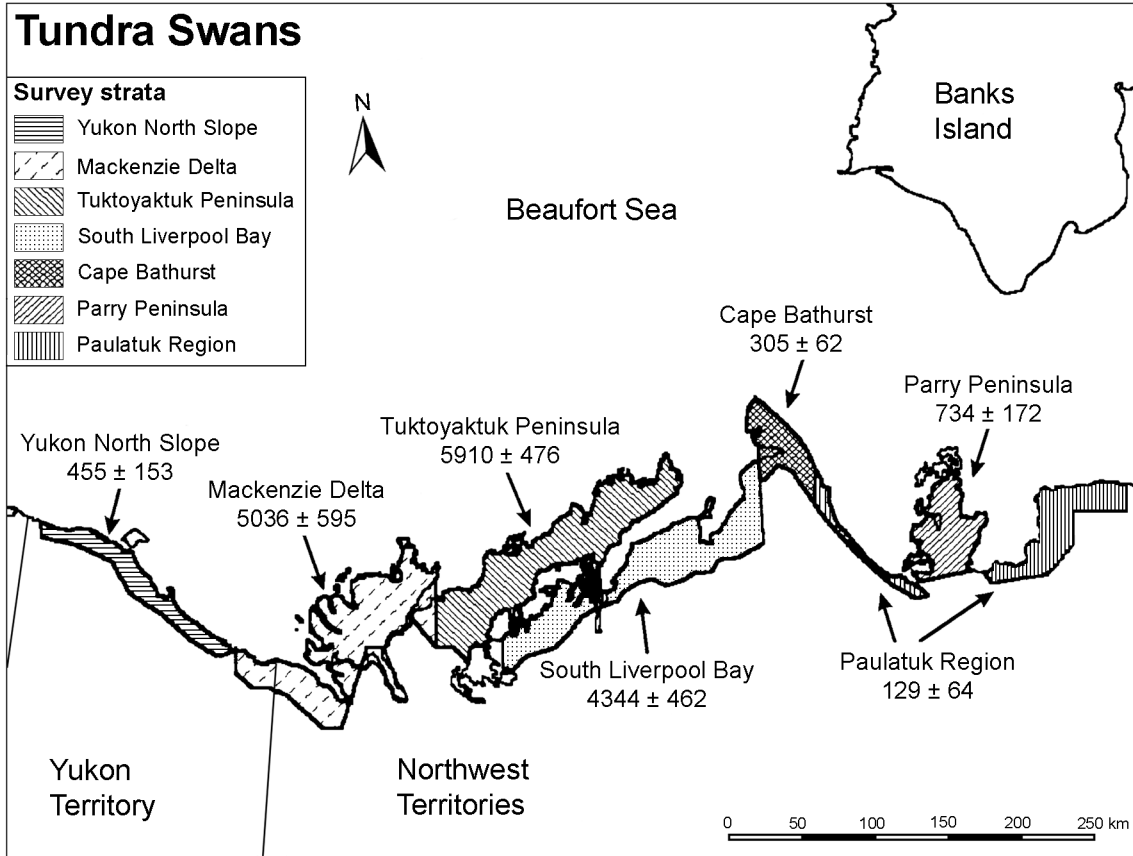 Tundra Swans
Survey strata
Yukon North Slope
Mackenzie Delta
Tuktoyaktuk Peninsula
South Liverpool Bay
Cape Bathurst
Parry Peninsula
Paulatuk Region
N
Banks
Island
Beaufort Sea
Cape Bathurst
305 ± 62
Parry Peninsula
734 ± 172
Tuktoyaktuk Peninsula
5910 ± 476
Yukon North Slope
455 ± 153
Mackenzie Delta
5036 ± 595
South Liverpool Bay
4344 ± 462
Paulatuk Region
129 ± 64
Yukon
Territory
Northwest
Territories
0 50 100 150 200 250 km